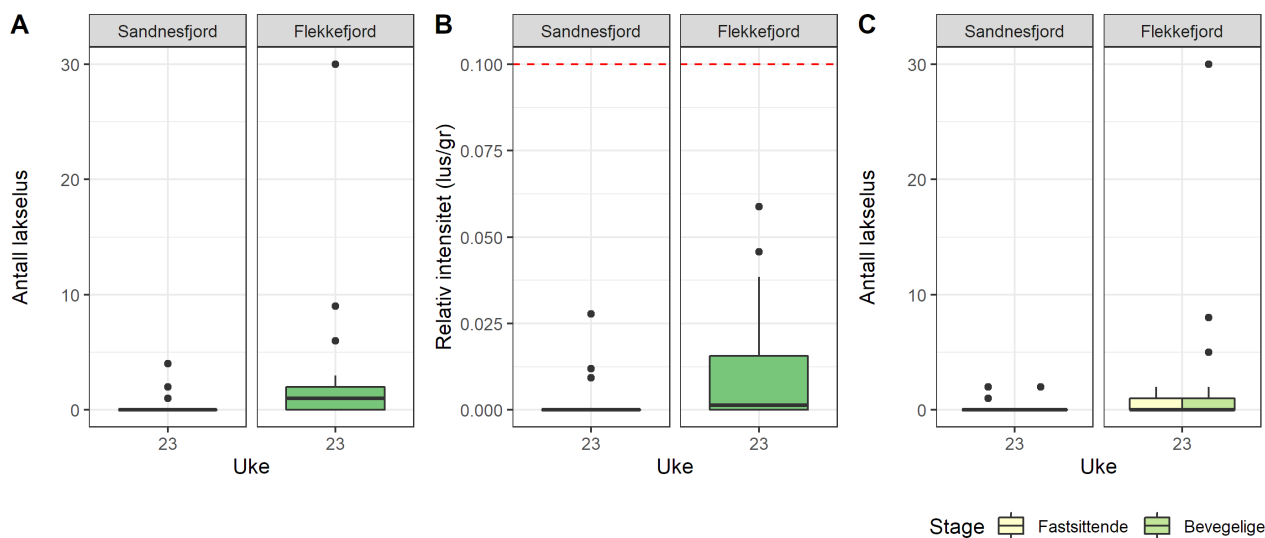 A
Sandnesfjord
Flekkefjord
30
20
10
0
Antall lakselus
23
23
Uke
B
Sandnesfjord
Flekkefjord
0.100
0.075
0.050
0.025
0.000
Relativ intensitet (lus/gr)
23
23
Uke
C
Sandnesfjord
Flekkefjord
30
20
10
0
Antall lakselus
23
23
Uke
Stage Fastsittende Bevegelige